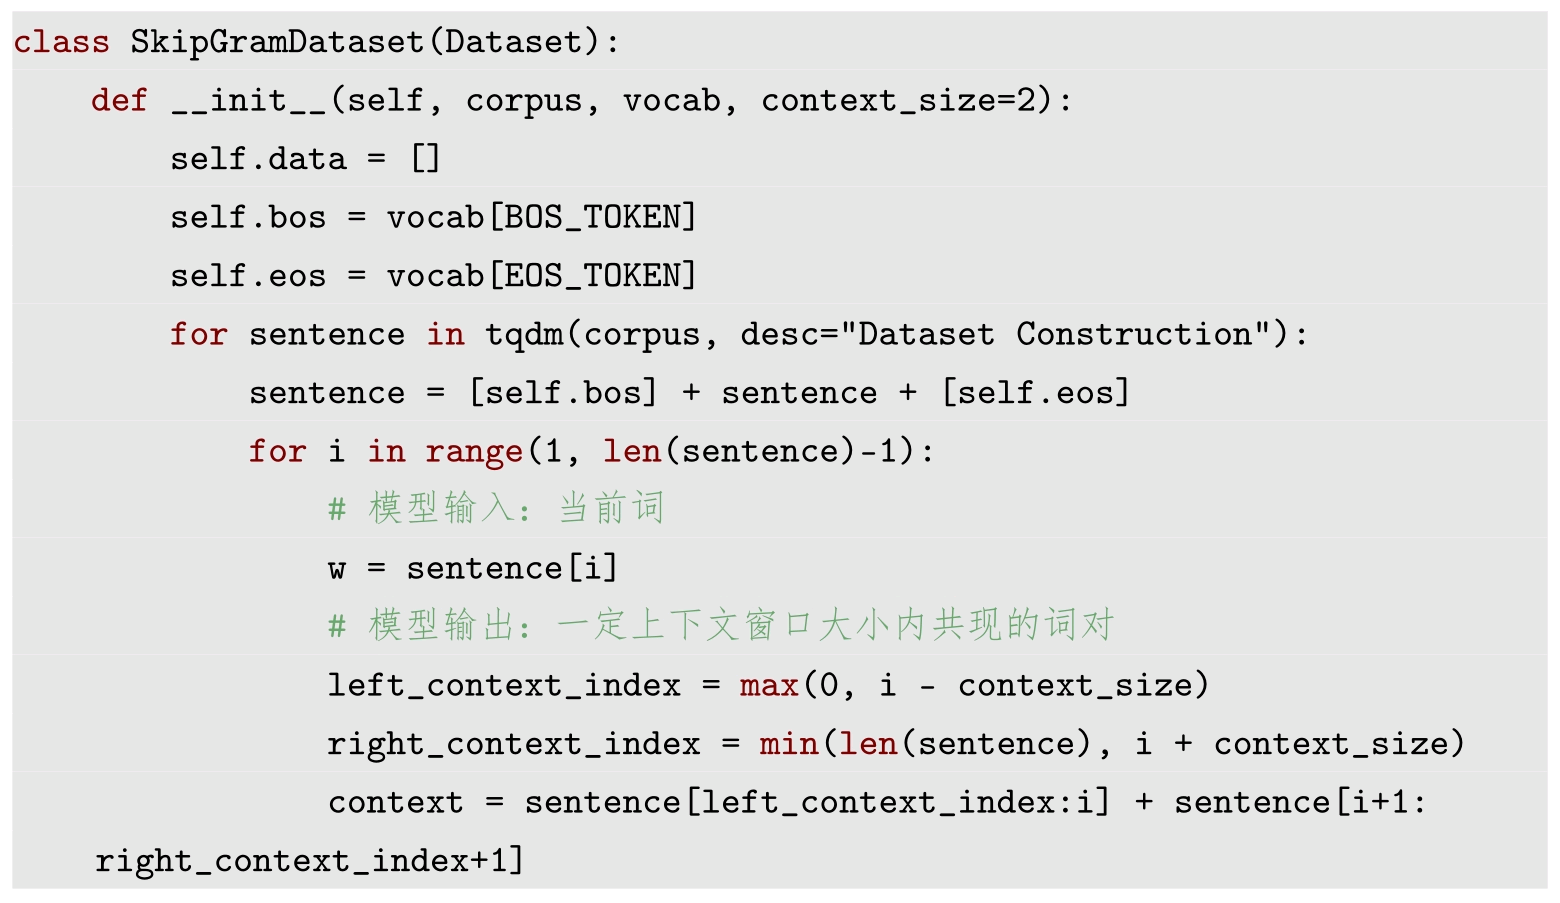 class SkipGramDataset(Dataset):
    def __init__(self, corpus, vocab, context_size=2):
        self.data = []
        self.bos = vocab[BOS_TOKEN]
        self.eos = vocab[EOS_TOKEN]
        for sentence in tqdm(corpus, desc="Dataset Construction"):
            sentence = [self.bos] + sentence + [self.eos]
            for i in range(1, len(sentence)-1):
                # 模型输入：当前词
                w = sentence[i]
                # 模型输出：一定上下文窗口大小内共现的词对
                left_context_index = max(0, i - context_size)
                right_context_index = min(len(sentence), i + context_size)
                context = sentence[left_context_index:i] + sentence[i+1:
    right_context_index+1]